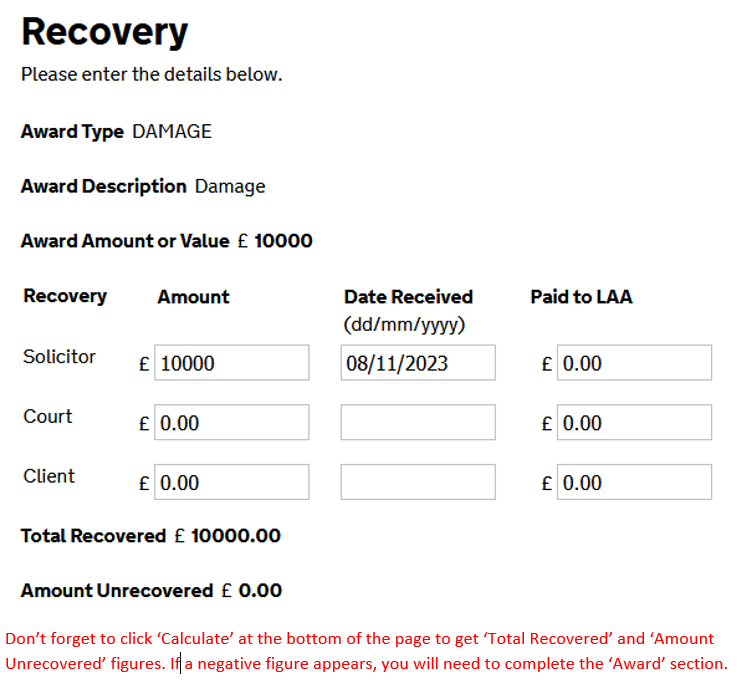 Recovery
Please enter the details below.
Award Type DAMAGE
Award Description Damage
Award Amount or Value £ 10000
Recovery Amount Date Received Paid to LAA
(dd/mm/yyyy)
Solicitor £ 10000 08/11/2023 £ 0.00
Court £ 0.00 £ 0.00
Client £ 0.00 £ 0.00
Total Recovered £ 10000.00
Amount Unrecovered £ 0.00
Don’t forget to click ‘Calculate’ at the bottom of the page to get ‘Total Recovered’ and ‘Amount
Unrecovered’ figures. If a negative figure appears, you will need to complete the ‘Award’ section.